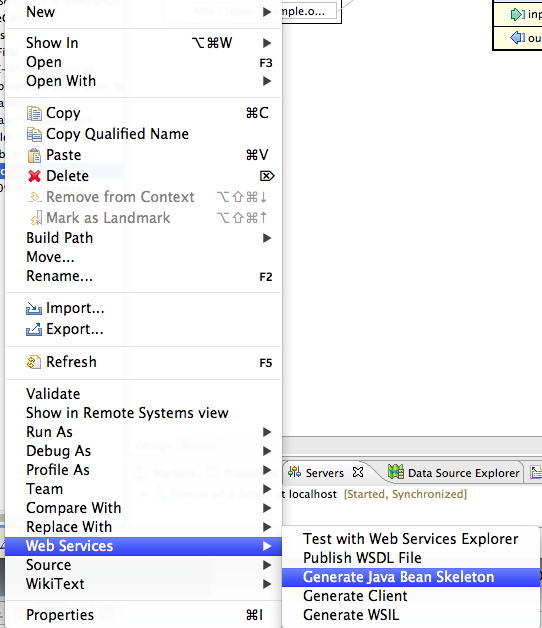 New
mple.o...
inp
ou
Show In ⌥⌘W
Open F3
Open With
Copy ⌘C
Copy Qualified Name
Paste ⌘V
Delete ⌦
Remove from Context ⌥⇧⌘↓
Mark as Landmark ⌥⇧⌘↑
Build Path
Move...
Rename... F2
Import...
Export...
Refresh F5
Validate
Show in Remote Systems view
Run As
Debug As
Profile As
Team
Compare With
Replace With
Web Services
Source
WikiText
Properties ⌘I
Servers
Data Source Explorer
t localhost [Started, Synchronized]
Test with Web Services Explorer
Publish WSDL File
Generate Java Bean Skeleton
Generate Client
Generate WSIL